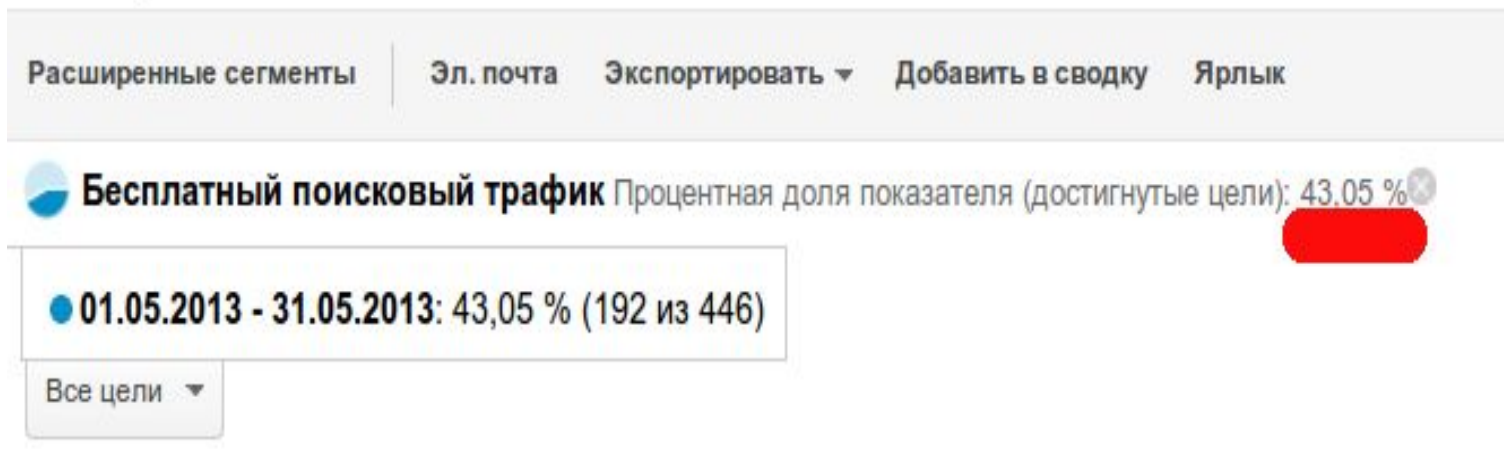 Расширенные сегменты Эл. почта Экспортировать Добавить в сводку Ярлык
Бесплатный поисковый трафик Процентная доля показателя (достигнутые цели): 43,05 %
01.05.2013 - 31.05.2013: 43,05 % (192 из 446)
Все цели